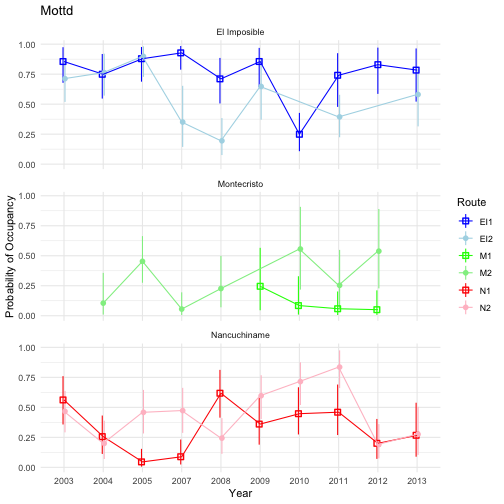 Mottd
El Imposible
1.00
0.75
0.50
0.25
0.00
Montecristo
1.00
0.75
0.50
0.25
0.00
Nancuchiname
1.00
0.75
0.50
0.25
0.00
2003 2004 2005 2007 2008 2009 2010 2011 2012 2013
Year
Probability of Occupancy
Route
EI1
EI2
M1
M2
N1
N2